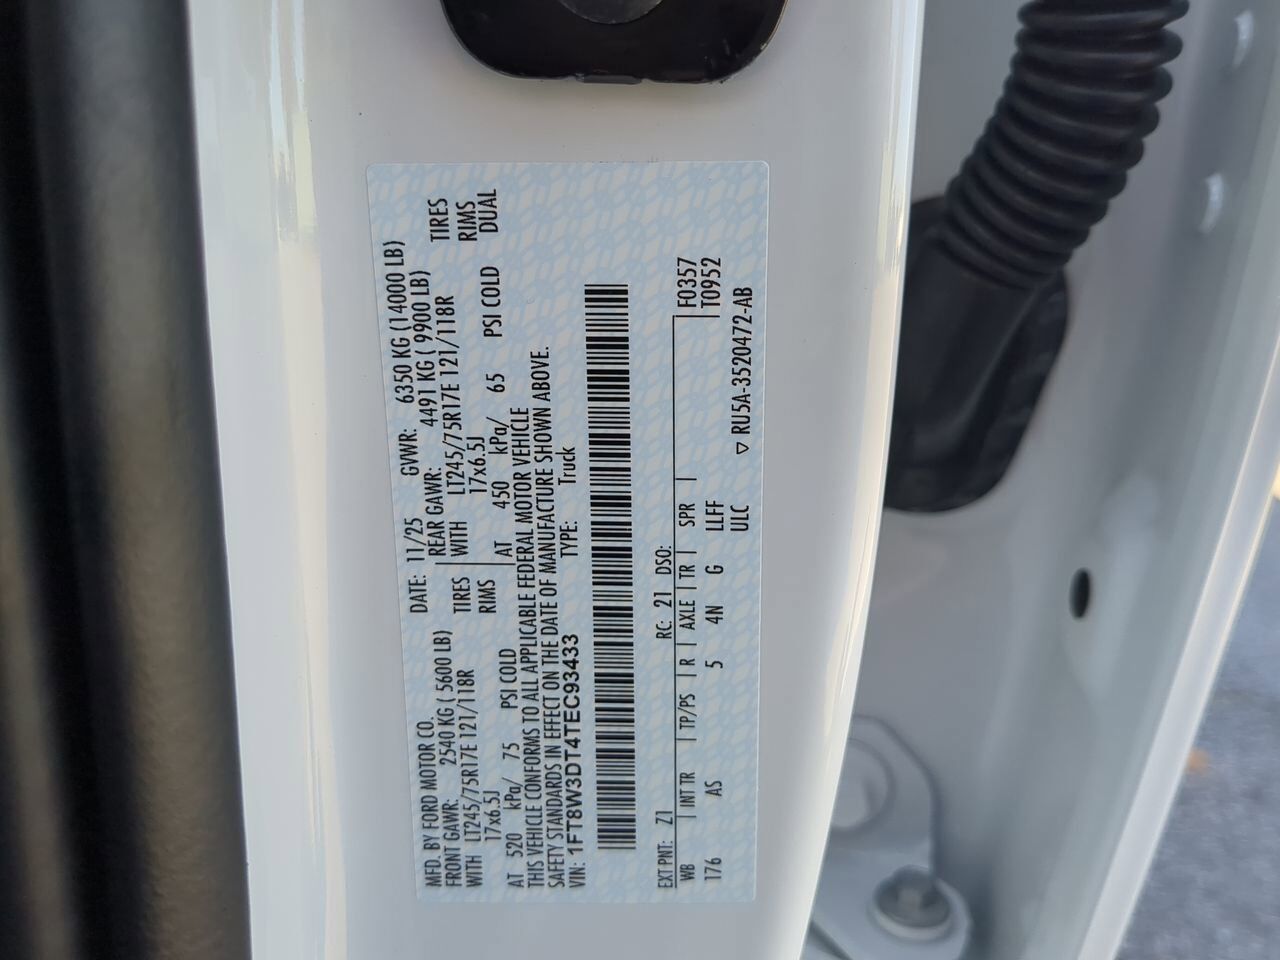 MFD. BY FORD MOTOR CO. DATE: 11/25 GVWR: 6350 KG (14000 LB)
FRONT GAWR: 2540 KG ( 5600 LB) REAR GAWR: 4491 KG ( 9900 LB)
WITH LT245/75R17E 121/118R TIRES WITH LT245/75R17E 121/118R TIRES
17x6.5J RIMS 17x6.5J RIMS
AT 520 kPa/ 75 PSI COLD AT 450 kPa/ 65 PSI COLD DUAL
THIS VEHICLE CONFORMS TO ALL APPLICABLE FEDERAL MOTOR VEHICLE
SAFETY STANDARDS IN EFFECT ON THE DATE OF MANUFACTURE SHOWN ABOVE.
VIN: 1FT8W3DT4TEC93433 TYPE: Truck
EXT PNT: Z1 RC: 21 DSO: F0357
WB | INT TR | TP/PS | R | AXLE | TR | SPR | T0952
176 AS 5 4N G LLFF
ULC ▽ RU5A-3520472-AB